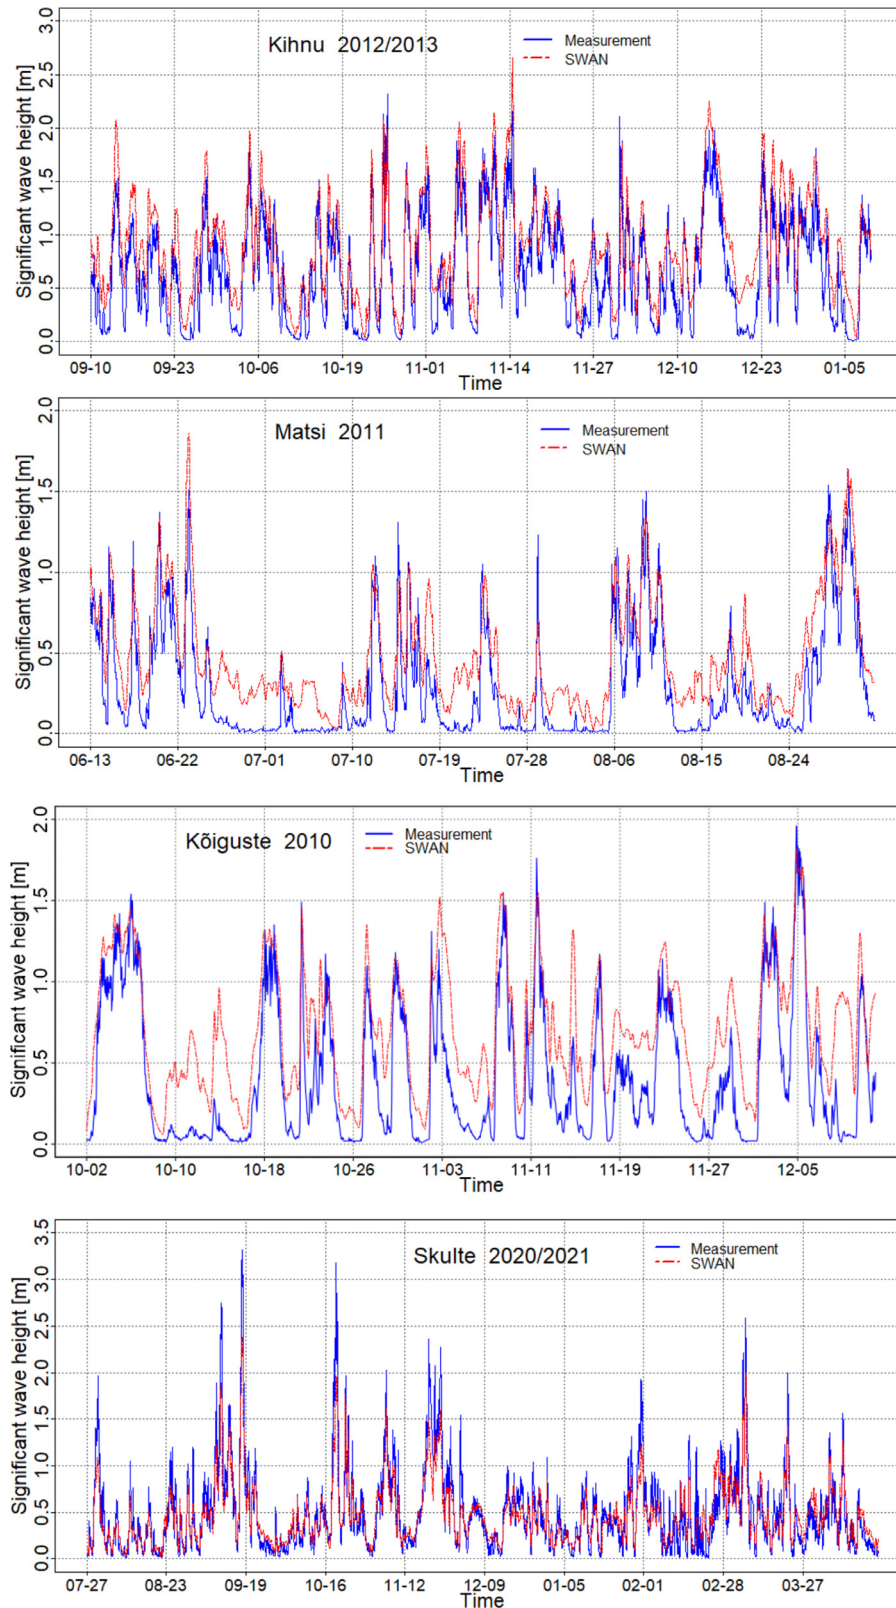 3.0
Kihnu 2012/2013
Measurement
SWAN
2.5
2.0
1.5
1.0
0.5
0.0
Significant wave height [m]
09-10 09-23 10-06 10-19 11-01 11-14 11-27 12-10 12-23 01-05
Time
2.0
Matsi 2011
Measurement
SWAN
1.5
1.0
0.5
0.0
Significant wave height [m]
06-13 06-22 07-01 07-10 07-19 07-28 08-06 08-15 08-24
Time
2.0
Kõiguste 2010
Measurement
SWAN
1.5
1.0
0.5
0.0
Significant wave height [m]
10-02 10-10 10-18 10-26 11-03 11-11 11-19 11-27 12-05
Time
3.5
Skulte 2020/2021
Measurement
SWAN
3.0
2.5
2.0
1.5
1.0
0.5
0.0
Significant wave height [m]
07-27 08-23 09-19 10-16 11-12 12-09 01-05 02-01 02-28 03-27
Time